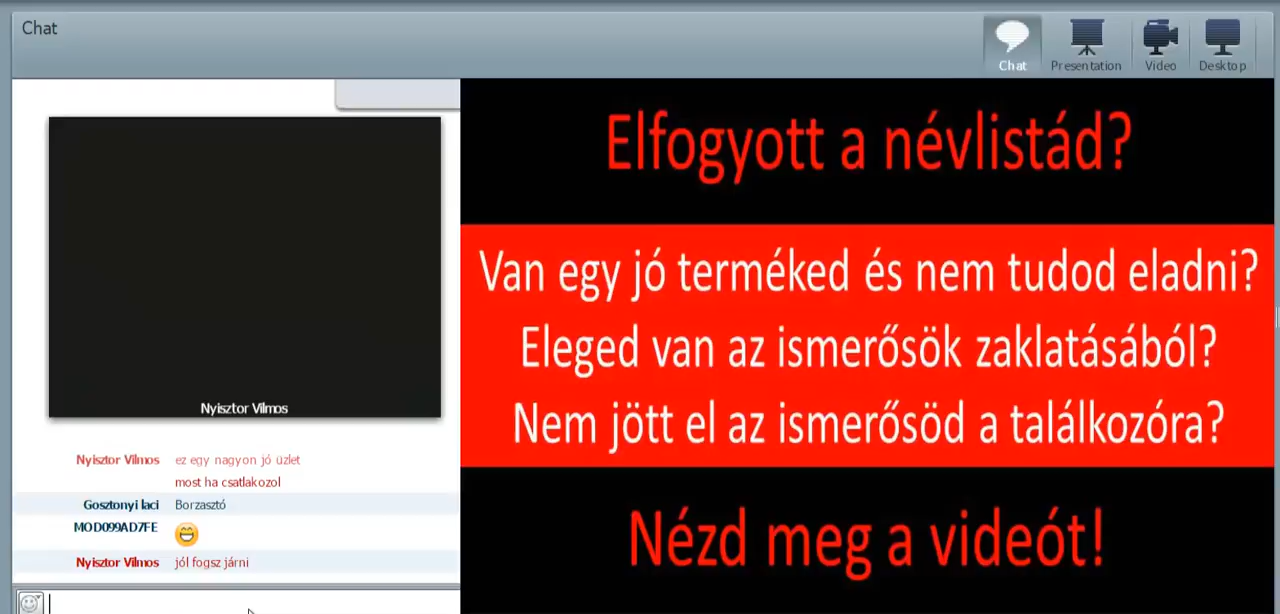 Chat
Chat
Presentation
Video
Desktop
Nyisztor Vilmos
Nyisztor Vilmos ez egy nagyon jó üzlet
most ha csatlakozol
Gosztonyi laci Borzasztó
MOD099AD7FE
Nyisztor Vilmos jól fogsz járni
Elfogyott a névlistád?
Van egy jó terméked és nem tudod eladni?
Eleged van az ismerősök zaklatásából?
Nem jött el az ismerősöd a találkozóra?
Nézd meg a videót!